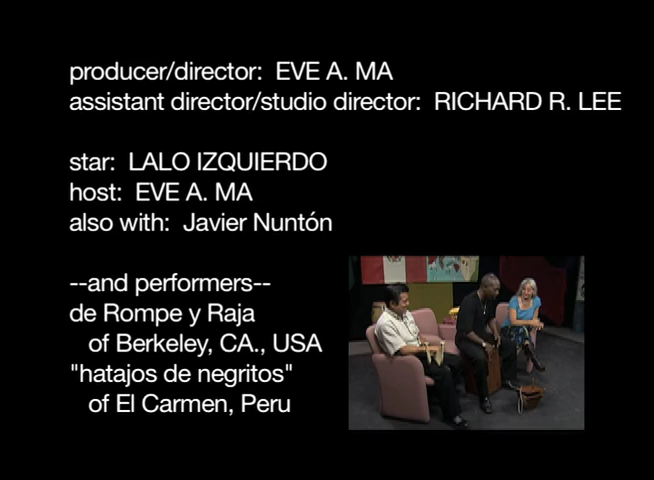 producer/director: EVE A. MA
assistant director/studio director: RICHARD R. LEE
star: LALO IZQUIERDO
host: EVE A. MA
also with: Javier Nuntón
--and performers--
de Rompe y Raja
of Berkeley, CA., USA
"hatajos de negritos"
of El Carmen, Peru